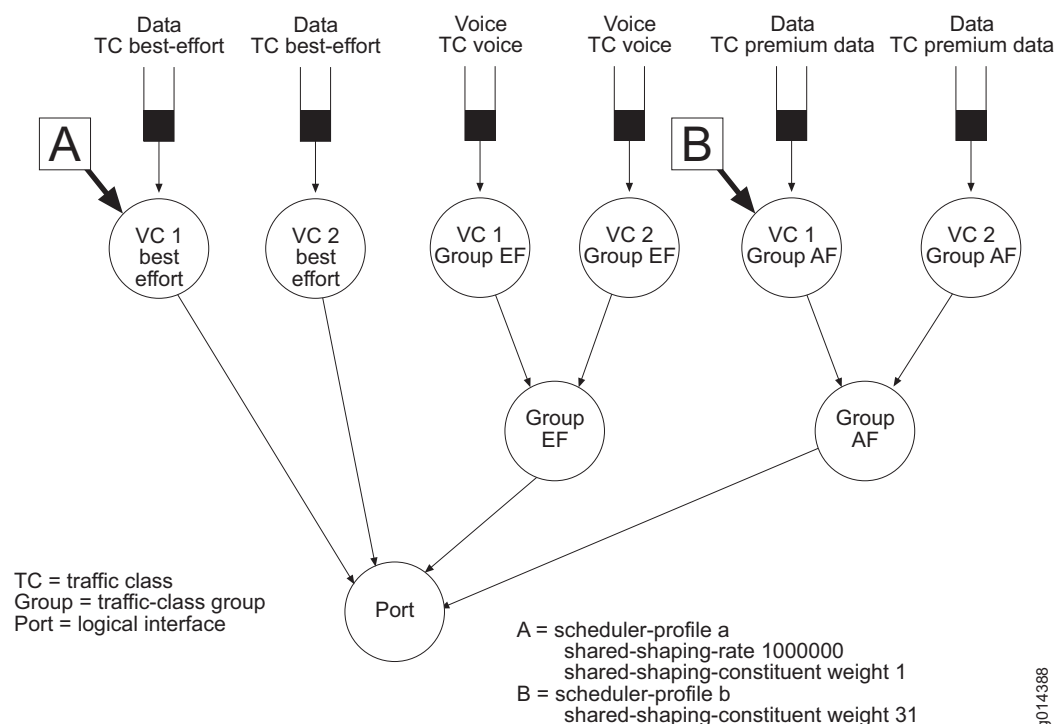 Data
TC best-effort
Data
TC best-effort
Voice
TC voice
Voice
TC voice
Data
TC premium data
Data
TC premium data
A
B
VC 1
best
effort
VC 2
best
effort
VC 1
Group EF
VC 2
Group EF
VC 1
Group AF
VC 2
Group AF
Group
EF
Group
AF
Port
TC = traffic class
Group = traffic-class group
Port = logical interface
A = scheduler-profile a
shared-shaping-rate 1000000
shared-shaping-constituent weight 1
B = scheduler-profile b
shared-shaping-constituent weight 31
g014388